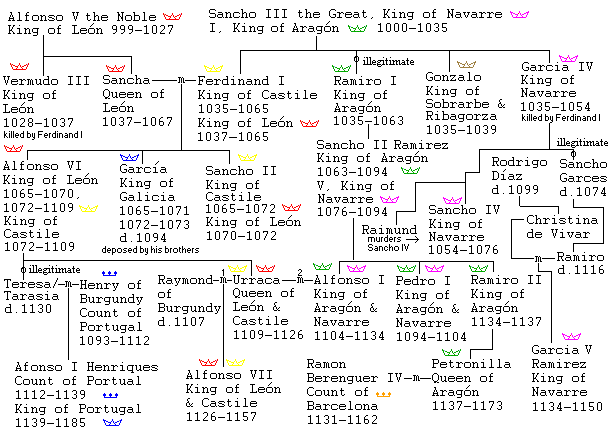 Alfonso V the Noble
King of León 999-1027
Sancho III the Great, King of Navarre
I, King of Aragón 1000-1035
illegitimate
Vermudo III
King of
León
1028-1037
killed by Ferdinand I
Sancha
Queen of
León
1037-1067
m
Ferdinand I
King of Castile
1035-1065
King of León
1037-1065
Ramiro I
King of
Aragón
1035-1063
Gonzalo
King of
Sobrarbe &
Ribagorza
1035-1039
Garcia IV
King of
Navarre
1035-1054
killed by Ferdinand I
illegitimate
Alfonso VI
King of León
1065-1070,
1072-1109
King of
Castile
1072-1109
García
King of
Galicia
1065-1071
1072-1073
d.1094
deposed by his brothers
Sancho II
King of
Castile
1065-1072
King of León
1070-1072
Sancho II Ramirez
King of Aragón
1063-1094
V, King of
Navarre
1076-1094
Raimund
murders
Sancho IV
Sancho IV
King of
Navarre
1054-1076
Rodrigo
Díaz
d.1099
Sancho
Garces
d.1074
Christina
de Vivar
m
Ramiro
d.1116
illegitimate
Teresa/
Tarasia
d.1130
m
Henry of
Burgundy
Count of
Portugal
1093-1112
Raymond
of
Burgundy
d.1107
m
1
Urraca
Queen of
León &
Castile
1109-1126
2
m
Alfonso I
King of
Aragón &
Navarre
1104-1134
Pedro I
King of
Aragón &
Navarre
1094-1104
Ramiro II
King of
Aragón
1134-1137
Afonso I Henriques
Count of Portual
1112-1139
King of Portugal
1139-1185
Alfonso VII
King of León
& Castile
1126-1157
Ramon
Berenguer IV
Count of
Barcelona
1131-1162
m
Petronilla
Queen of
Aragón
1137-1173
Garcia V
Ramirez
King of
Navarre
1134-1150